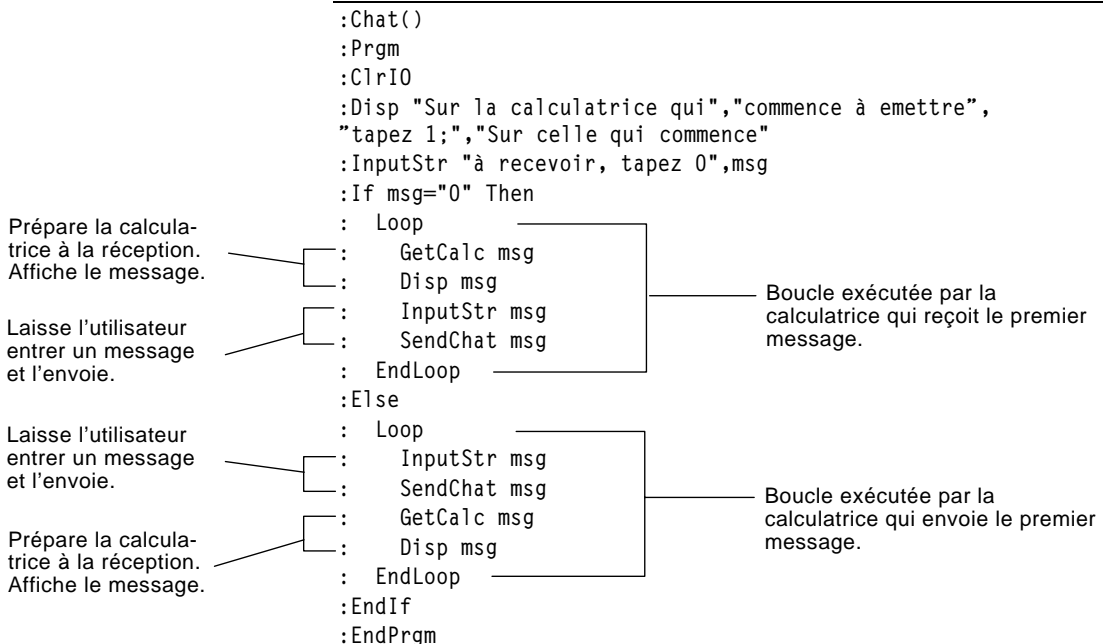 :Chat()
:Prgm
:ClrIO
:Disp "Sur la calculatrice qui","commence à emettre”,
”tapez 1;","Sur celle qui commence"
:InputStr "à recevoir, tapez 0",msg
:If msg="0" Then
: Loop
: GetCalc msg
: Disp msg
: InputStr msg
: SendChat msg
: EndLoop
:Else
: Loop
: InputStr msg
: SendChat msg
: GetCalc msg
: Disp msg
: EndLoop
:EndIf
:EndPrgm
Prépare la calcula-
trice à la réception.
Affiche le message.
Laisse l’utilisateur
entrer un message
et l’envoie.
Laisse l’utilisateur
entrer un message
et l’envoie.
Prépare la calcula-
trice à la réception.
Affiche le message.
Boucle exécutée par la
calculatrice qui reçoit le premier
message.
Boucle exécutée par la
calculatrice qui envoie le premier
message.